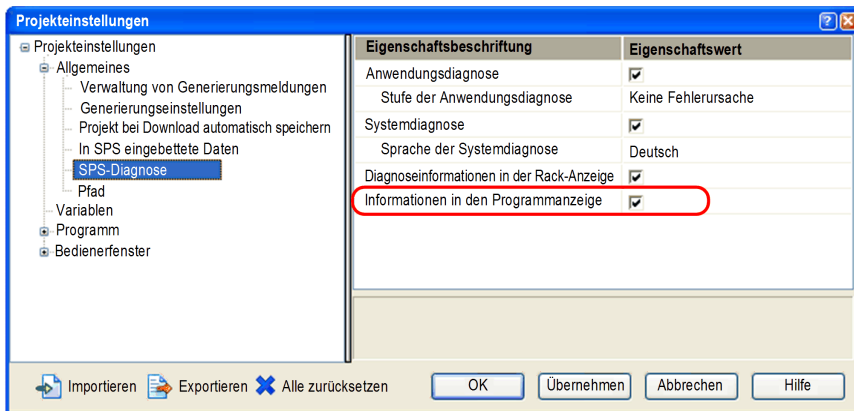 Projekteinstellungen
Projekteinstellungen
Allgemeines
Verwaltung von Generierungsmeldungen
Generierungseinstellungen
Projekt bei Download automatisch speichern
In SPS eingebettete Daten
SPS-Diagnose
Pfad
Variablen
Programm
Bedienerfenster
Eigenschaftsbeschriftung Eigenschaftswert
Anwendungsdiagnose
Stufe der Anwendungsdiagnose Keine Fehlerursache
Systemdiagnose
Sprache der Systemdiagnose Deutsch
Diagnoseinformationen in der Rack-Anzeige
Informationen in den Programmanzeige
Importieren Exportieren Alle zurücksetzen OK Übernehmen Abbrechen Hilfe